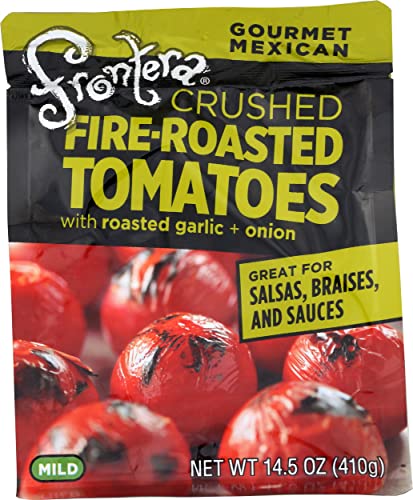 GOURMET
MEXICAN
Frontera®
CRUSHED
FIRE-ROASTED
TOMATOES
with roasted garlic + onion
GREAT FOR
SALSAS, BRAISES,
AND SAUCES
MILD
NET WT 14.5 OZ (410g)